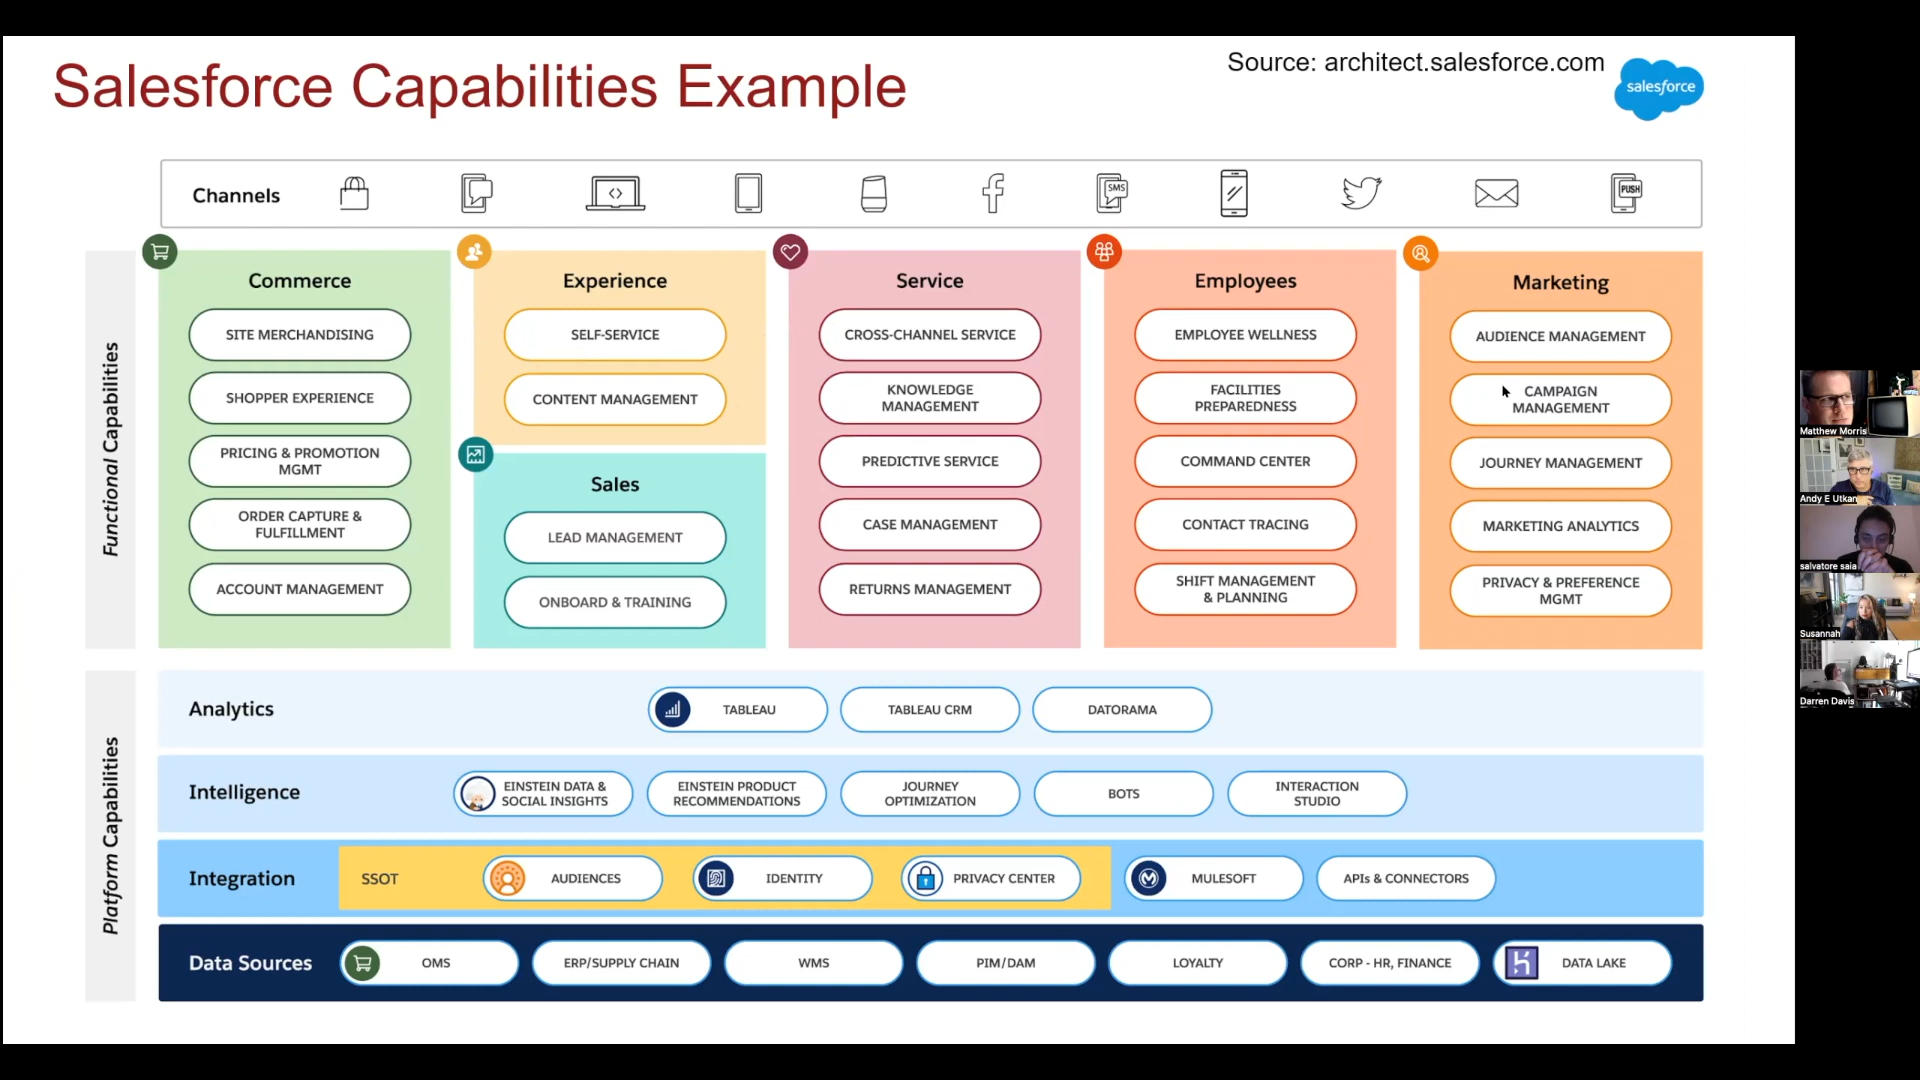 Salesforce Capabilities Example
Source: architect.salesforce.com
salesforce
Channels
SMS
PUSH
Functional Capabilities
Commerce
SITE MERCHANDISING
SHOPPER EXPERIENCE
PRICING & PROMOTION
MGMT
ORDER CAPTURE &
FULFILLMENT
ACCOUNT MANAGEMENT
Experience
SELF-SERVICE
CONTENT MANAGEMENT
Sales
LEAD MANAGEMENT
ONBOARD & TRAINING
Service
CROSS-CHANNEL SERVICE
KNOWLEDGE
MANAGEMENT
PREDICTIVE SERVICE
CASE MANAGEMENT
RETURNS MANAGEMENT
Employees
EMPLOYEE WELLNESS
FACILITIES
PREPAREDNESS
COMMAND CENTER
CONTACT TRACING
SHIFT MANAGEMENT
& PLANNING
Marketing
AUDIENCE MANAGEMENT
CAMPAIGN
MANAGEMENT
JOURNEY MANAGEMENT
MARKETING ANALYTICS
PRIVACY & PREFERENCE
MGMT
Platform Capabilities
Analytics
TABLEAU
TABLEAU CRM
DATORAMA
Intelligence
EINSTEIN DATA &
SOCIAL INSIGHTS
EINSTEIN PRODUCT
RECOMMENDATIONS
JOURNEY
OPTIMIZATION
BOTS
INTERACTION
STUDIO
Integration
SSOT
AUDIENCES
IDENTITY
PRIVACY CENTER
MULESOFT
APIs & CONNECTORS
Data Sources
OMS
ERP/SUPPLY CHAIN
WMS
PIM/DAM
LOYALTY
CORP - HR, FINANCE
DATA LAKE
Matthew Morris
Andy E Utkan
salvatore saia
Susannah
Darren Davis